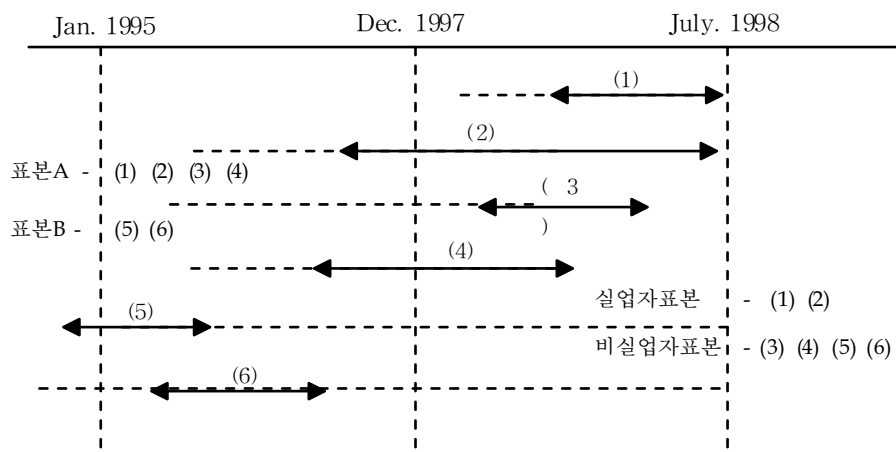 Jan. 1995 Dec. 1997 July. 1998
(1)
(2)
표본A - (1) (2) (3) (4)
( 3
)
표본B - (5) (6)
(4)
실업자표본 - (1) (2)
(5)
비실업자표본 - (3) (4) (5) (6)
(6)